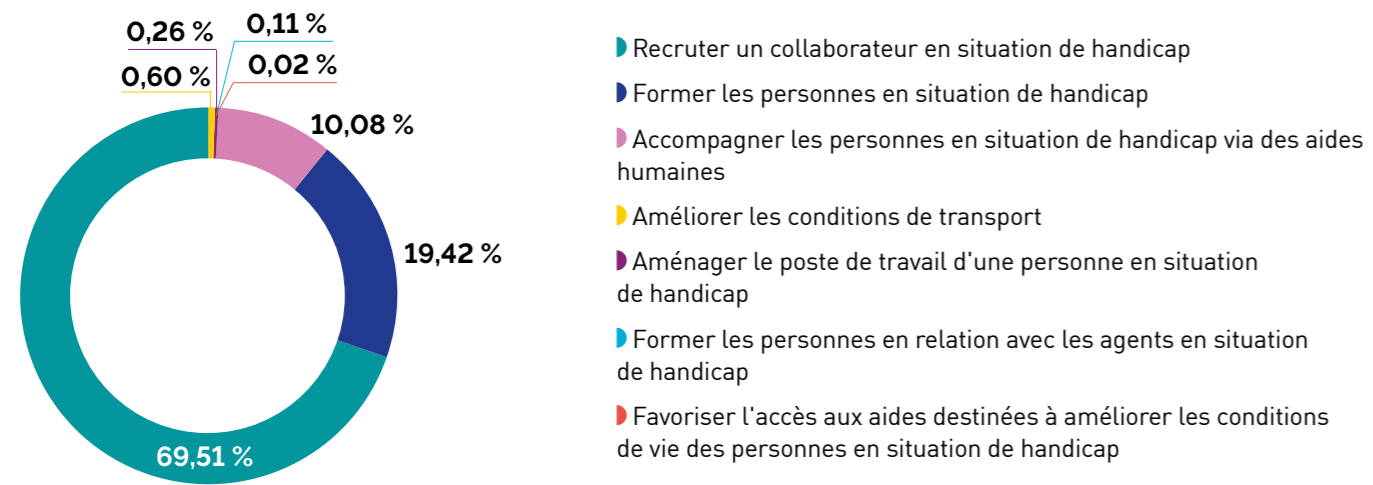 0,26 %
0,11 %
0,60 %
0,02 %
10,08 %
19,42 %
69,51 %
Recruter un collaborateur en situation de handicap
Former les personnes en situation de handicap
Accompagner les personnes en situation de handicap via des aides
humaines
Améliorer les conditions de transport
Aménager le poste de travail d'une personne en situation
de handicap
Former les personnes en relation avec les agents en situation
de handicap
Favoriser l'accès aux aides destinées à améliorer les conditions
de vie des personnes en situation de handicap